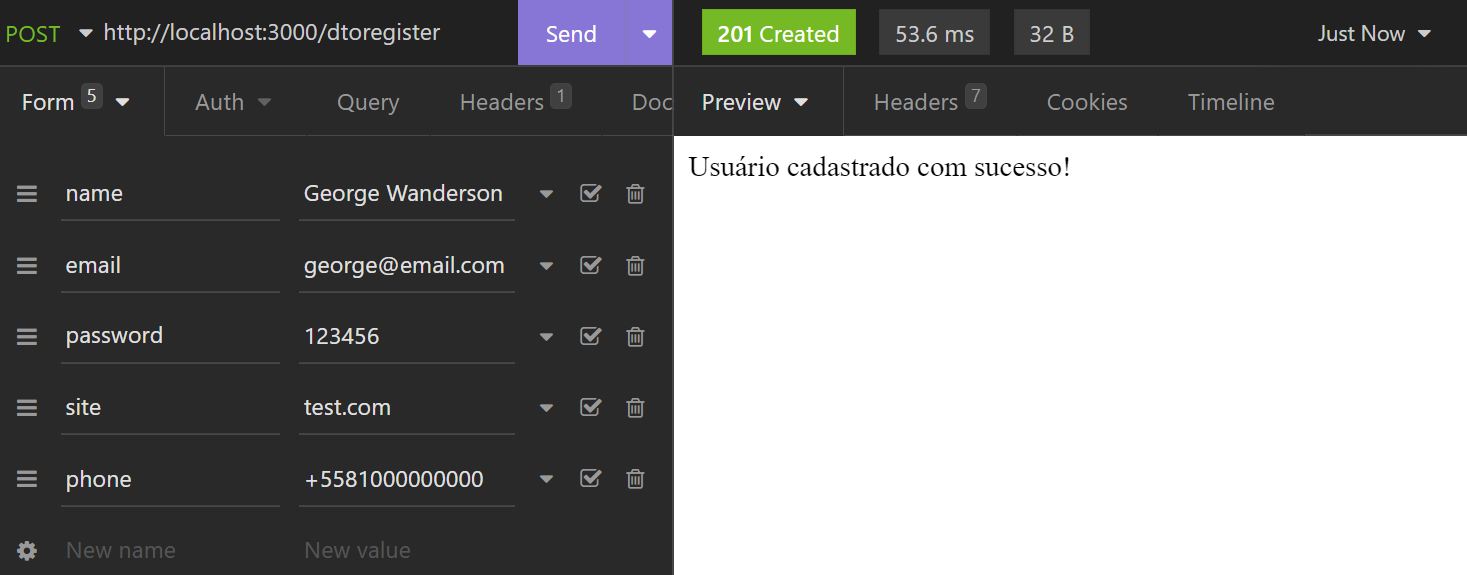 POST http://localhost:3000/dtoregister Send 201 Created 53.6 ms 32 B Just Now
Form 5 Auth Query Headers 1 Doc Preview Headers 7 Cookies Timeline
Usuário cadastrado com sucesso!
name George Wanderson
email george@email.com
password 123456
site test.com
phone +5581000000000
New name New value